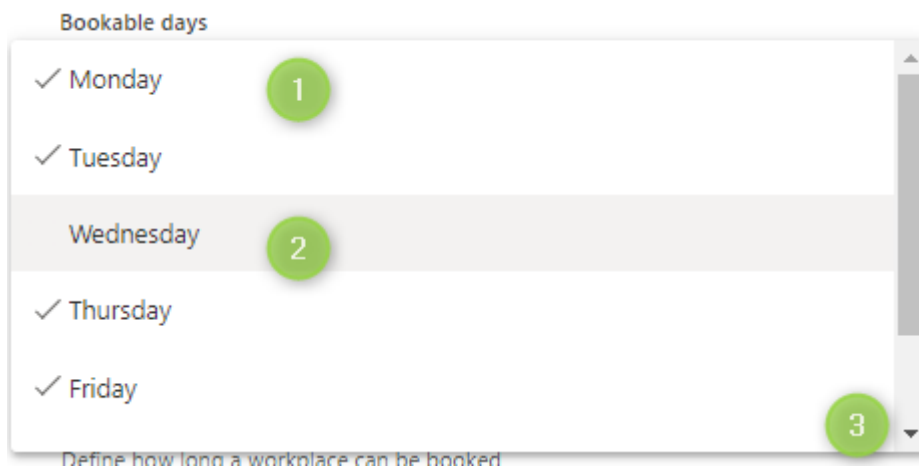 Bookable days
Monday
1
Tuesday
Wednesday
2
Thursday
Friday
3
Define how long a workplace can be booked